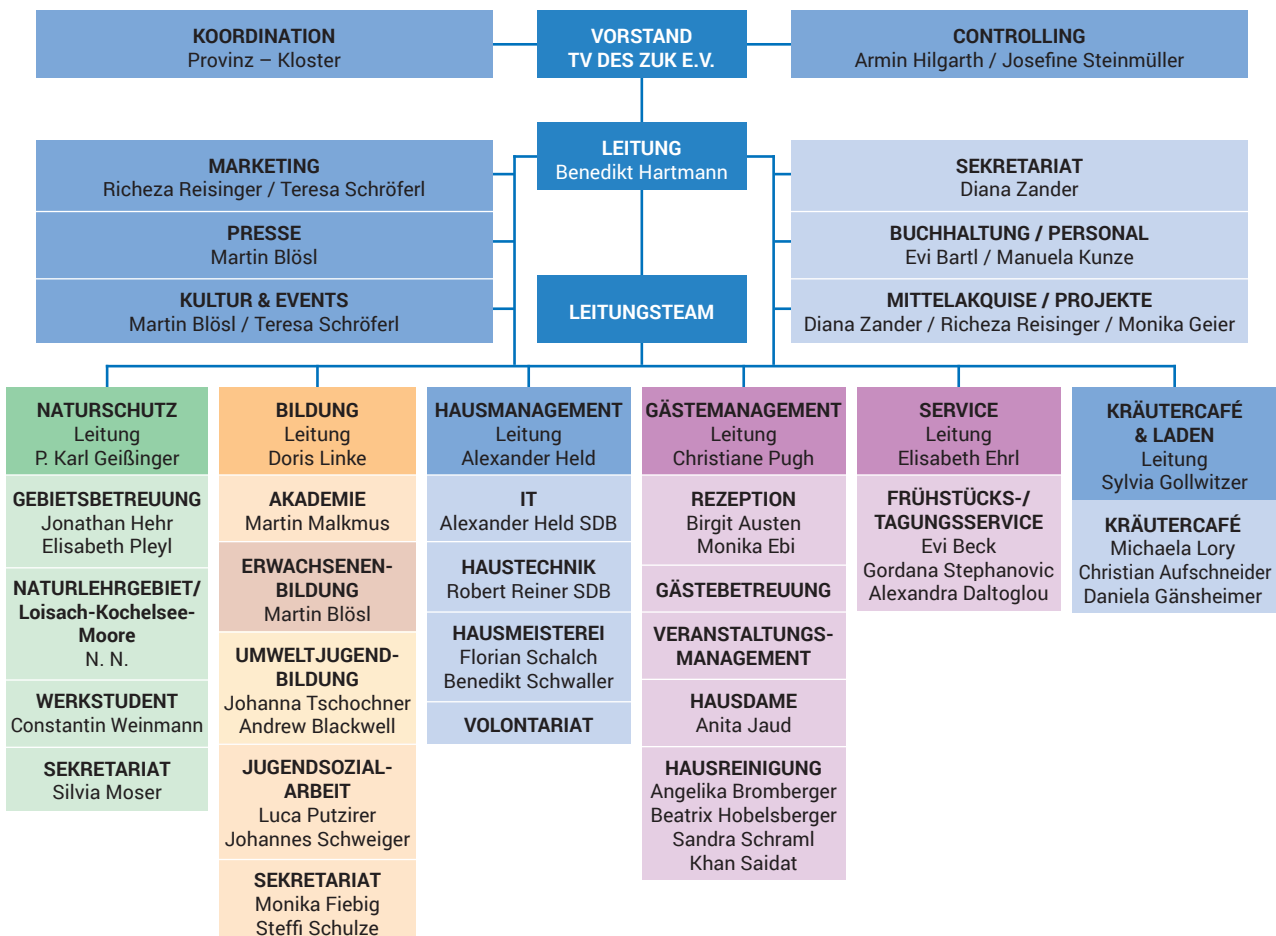 KOORDINATION
Provinz – Kloster
VORSTAND
TV DES ZUK E.V.
CONTROLLING
Armin Hilgarth / Josefine Steinmüller
LEITUNG
Benedikt Hartmann
MARKETING
Richeza Reisinger / Teresa Schröferl
PRESSE
Martin Blösl
KULTUR & EVENTS
Martin Blösl / Teresa Schröferl
LEITUNGSTEAM
SEKRETARIAT
Diana Zander
BUCHHALTUNG / PERSONAL
Evi Bartl / Manuela Kunze
MITTELAKQUISE / PROJEKTE
Diana Zander / Richeza Reisinger / Monika Geier
NATURSCHUTZ
Leitung
P. Karl Geißinger
GEBIETSBETREUUNG
Jonathan Hehr
Elisabeth Pleyl
NATURLEHRGEBIET/
Loisach-Kochelsee-
Moore
N. N.
WERKSTUDENT
Constantin Weinmann
SEKRETARIAT
Silvia Moser
BILDUNG
Leitung
Doris Linke
AKADEMIE
Martin Malkmus
ERWACHSENEN-
BILDUNG
Martin Blösl
UMWELTJUGEND-
BILDUNG
Johanna Tschochner
Andrew Blackwell
JUGENDSOZIAL-
ARBEIT
Luca Putzirer
Johannes Schweiger
SEKRETARIAT
Monika Fiebig
Steffi Schulze
HAUSMANAGEMENT
Leitung
Alexander Held
IT
Alexander Held SDB
HAUSTECHNIK
Robert Reiner SDB
HAUSMEISTEREI
Florian Schalch
Benedikt Schwaller
VOLONTARIAT
GÄSTEMANAGEMENT
Leitung
Christiane Pugh
REZEPTION
Birgit Austen
Monika Ebi
GÄSTEBETREUUNG
VERANSTALTUNGS-
MANAGEMENT
HAUSDAME
Anita Jaud
HAUSREINIGUNG
Angelika Bromberger
Beatrix Hobelsberger
Sandra Schraml
Khan Saidat
SERVICE
Leitung
Elisabeth Ehrl
FRÜHSTÜCKS-/
TAGUNGSSERVICE
Evi Beck
Gordana Stephanovic
Alexandra Daltoglou
KRÄUTERCAFÉ
& LADEN
Leitung
Sylvia Gollwitzer
KRÄUTERCAFÉ
Michaela Lory
Christian Aufschneider
Daniela Gänsheimer